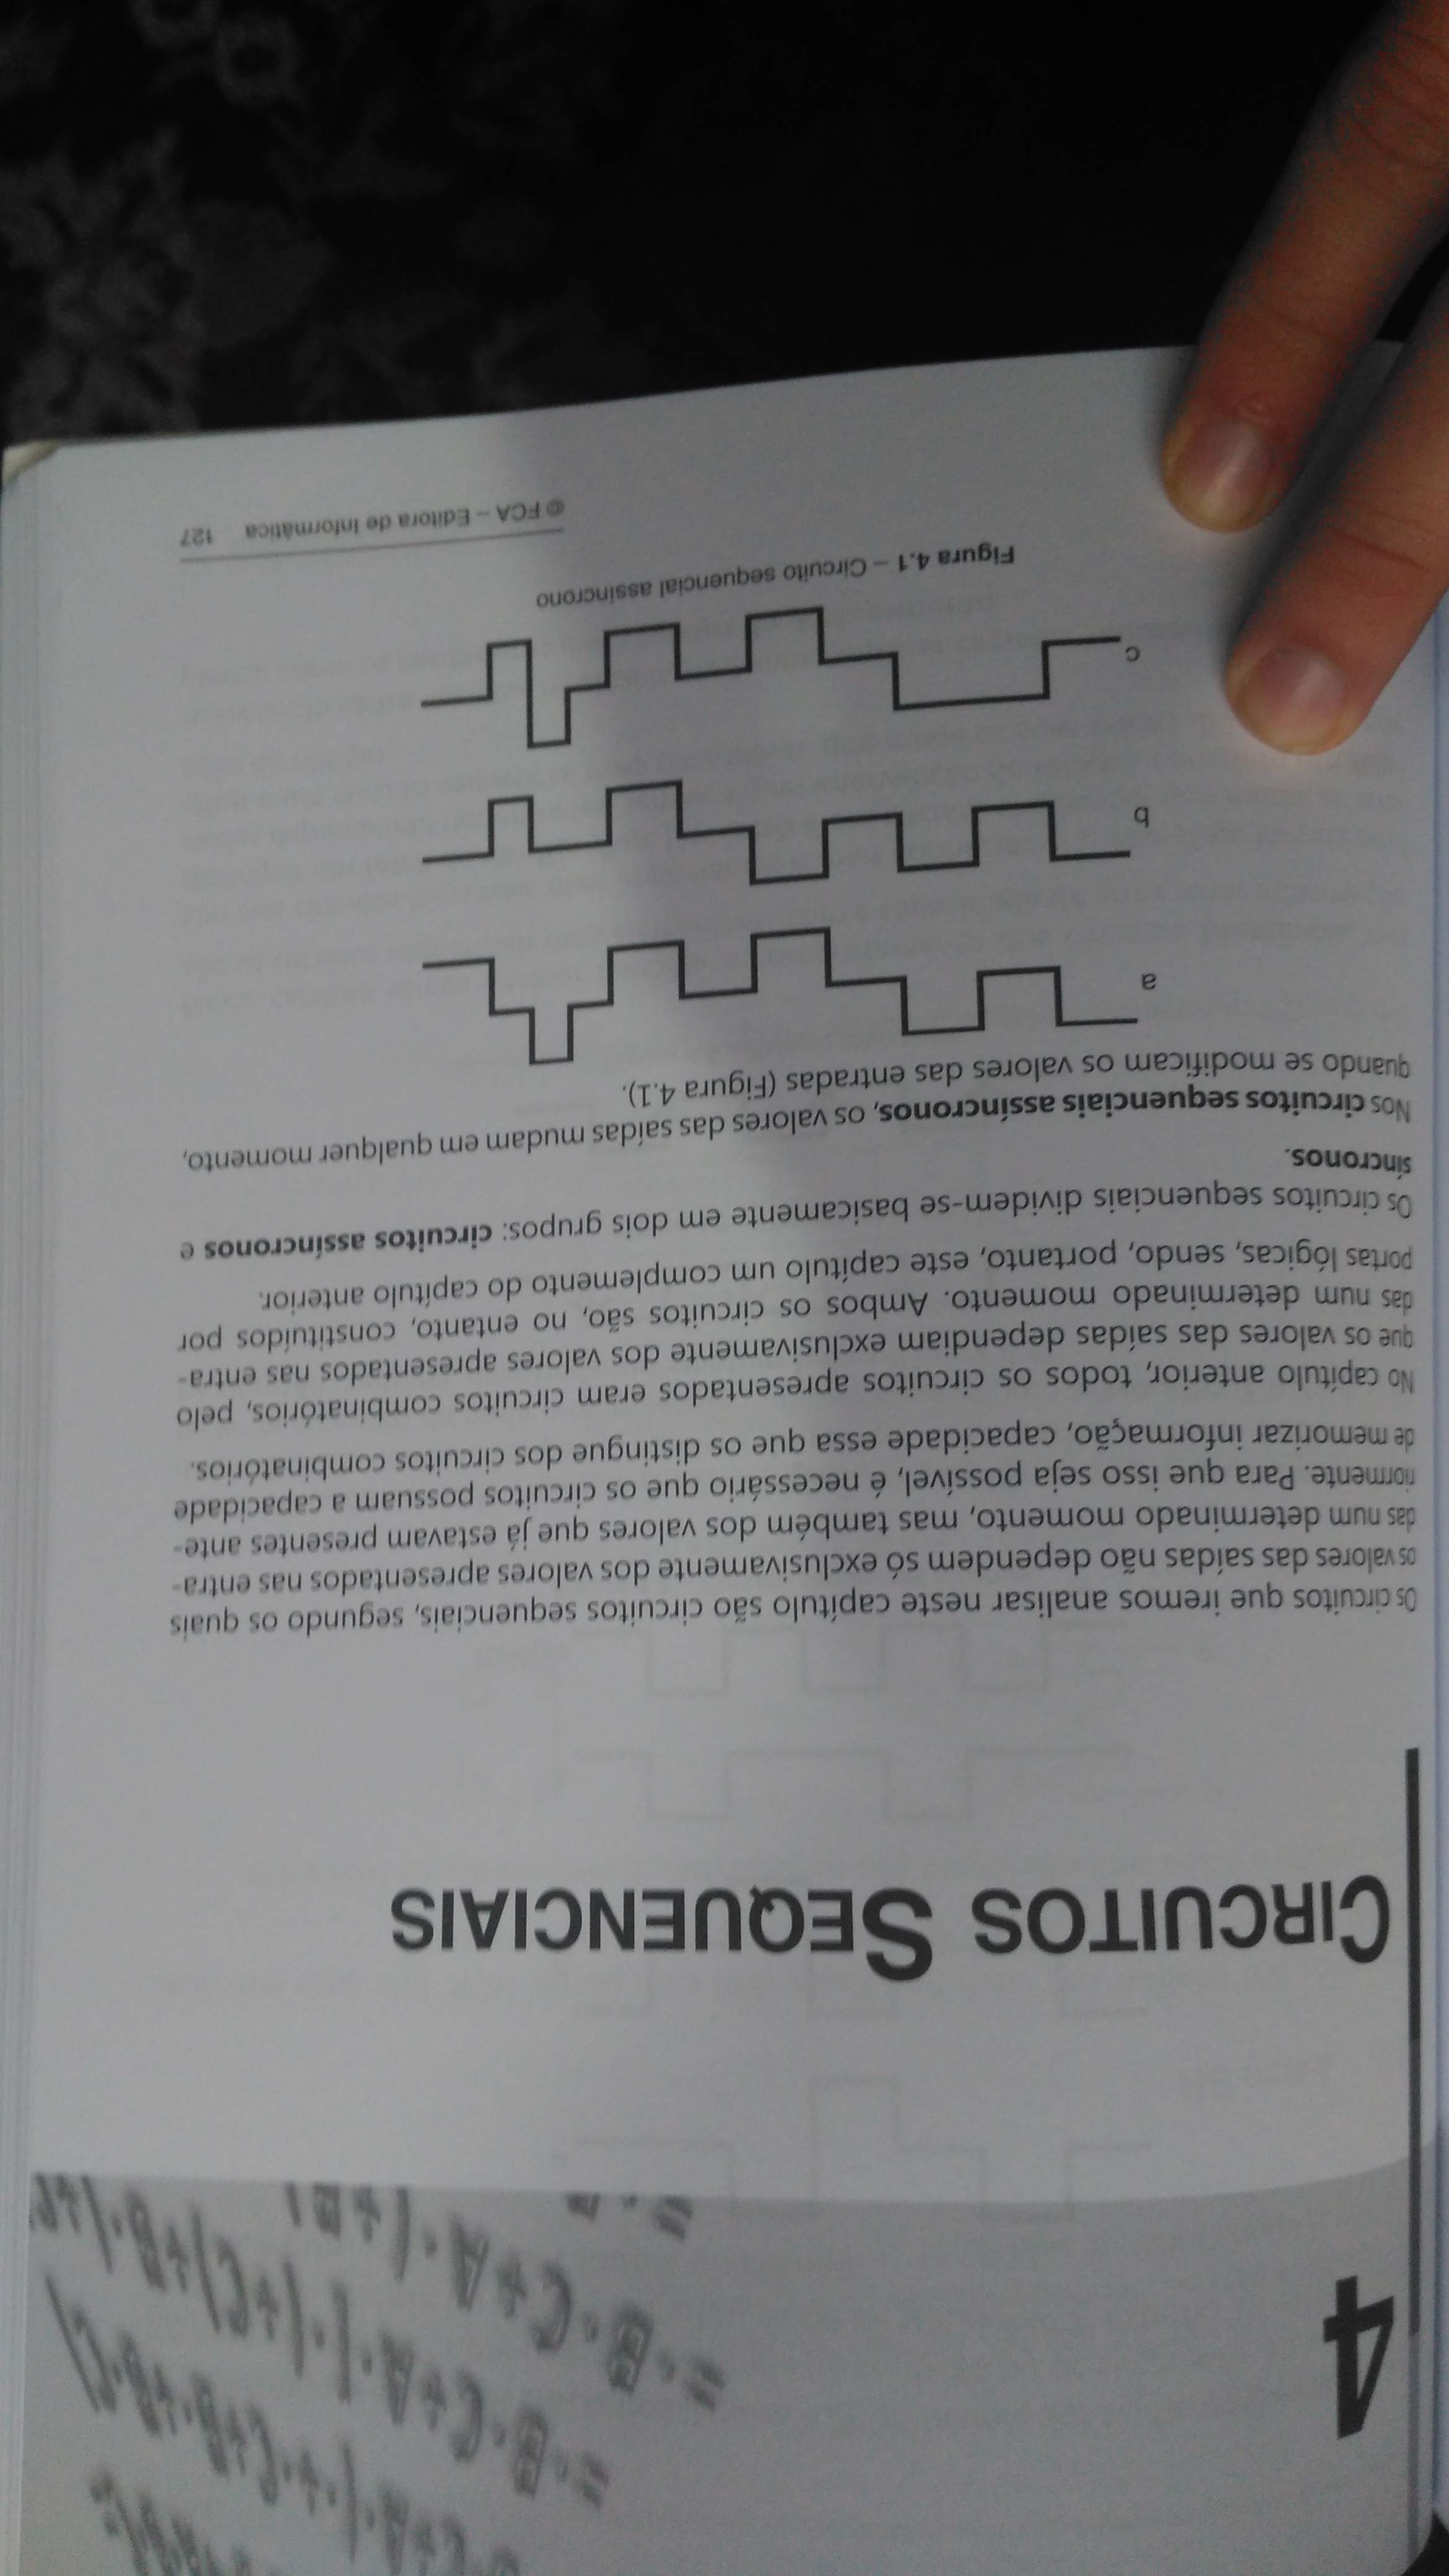 4
CIRCUITOS SEQUENCIAIS
Os circuitos que iremos analisar neste capítulo são circuitos sequenciais, segundo os quais
os valores das saídas não dependem só exclusivamente dos valores apresentados nas entra-
das num determinado momento, mas também dos valores que já estavam presentes ante-
riormente. Para que isso seja possível, é necessário que os circuitos possuam a capacidade
de memorizar informação, capacidade essa que os distingue dos circuitos combinatórios.
No capítulo anterior, todos os circuitos apresentados eram circuitos combinatórios, pelo
que os valores das saídas dependiam exclusivamente dos valores apresentados nas entra-
das num determinado momento. Ambos os circuitos são, no entanto, constituídos por
portas lógicas, sendo, portanto, este capítulo um complemento do capítulo anterior.
Os circuitos sequenciais dividem-se basicamente em dois grupos: circuitos assíncronos e
síncronos.
Nos circuitos sequenciais assíncronos, os valores das saídas mudam em qualquer momento,
quando se modificam os valores das entradas (Figura 4.1).
a
b
c
Figura 4.1 – Circuito sequencial assíncrono
© FCA – Editora de Informática 127